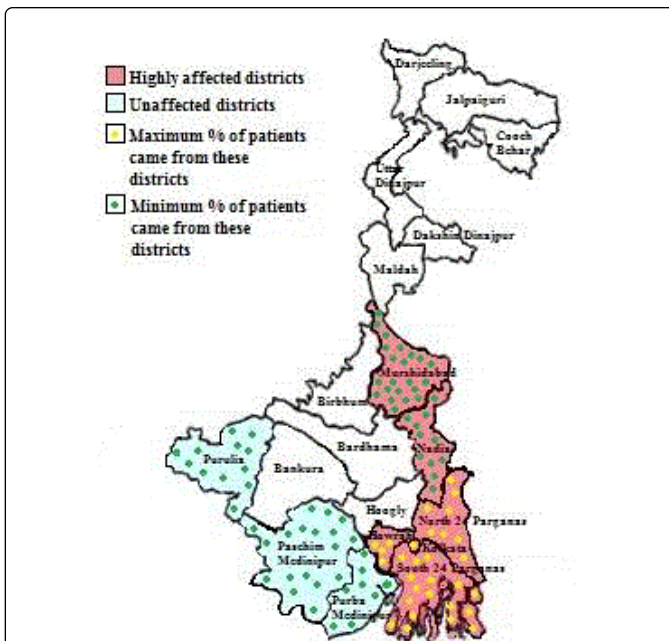 Highly affected districts
Unaffected districts
Maximum % of patients
came from these
districts
Minimum % of patients
came from these
districts
Darjeeling
Jalpaiguri
Cooch
Behar
Uttar
Dinajpur
Dakshin Dinajpur
Maldah
Murshidabad
Birbhum
Bardhama
Nadia
Purulia
Bankura
Hoogly
North 24
Parganas
Howrah
Kolkata
Paschim
Medinipur
South 24 Parganas
Purba
Medinipur